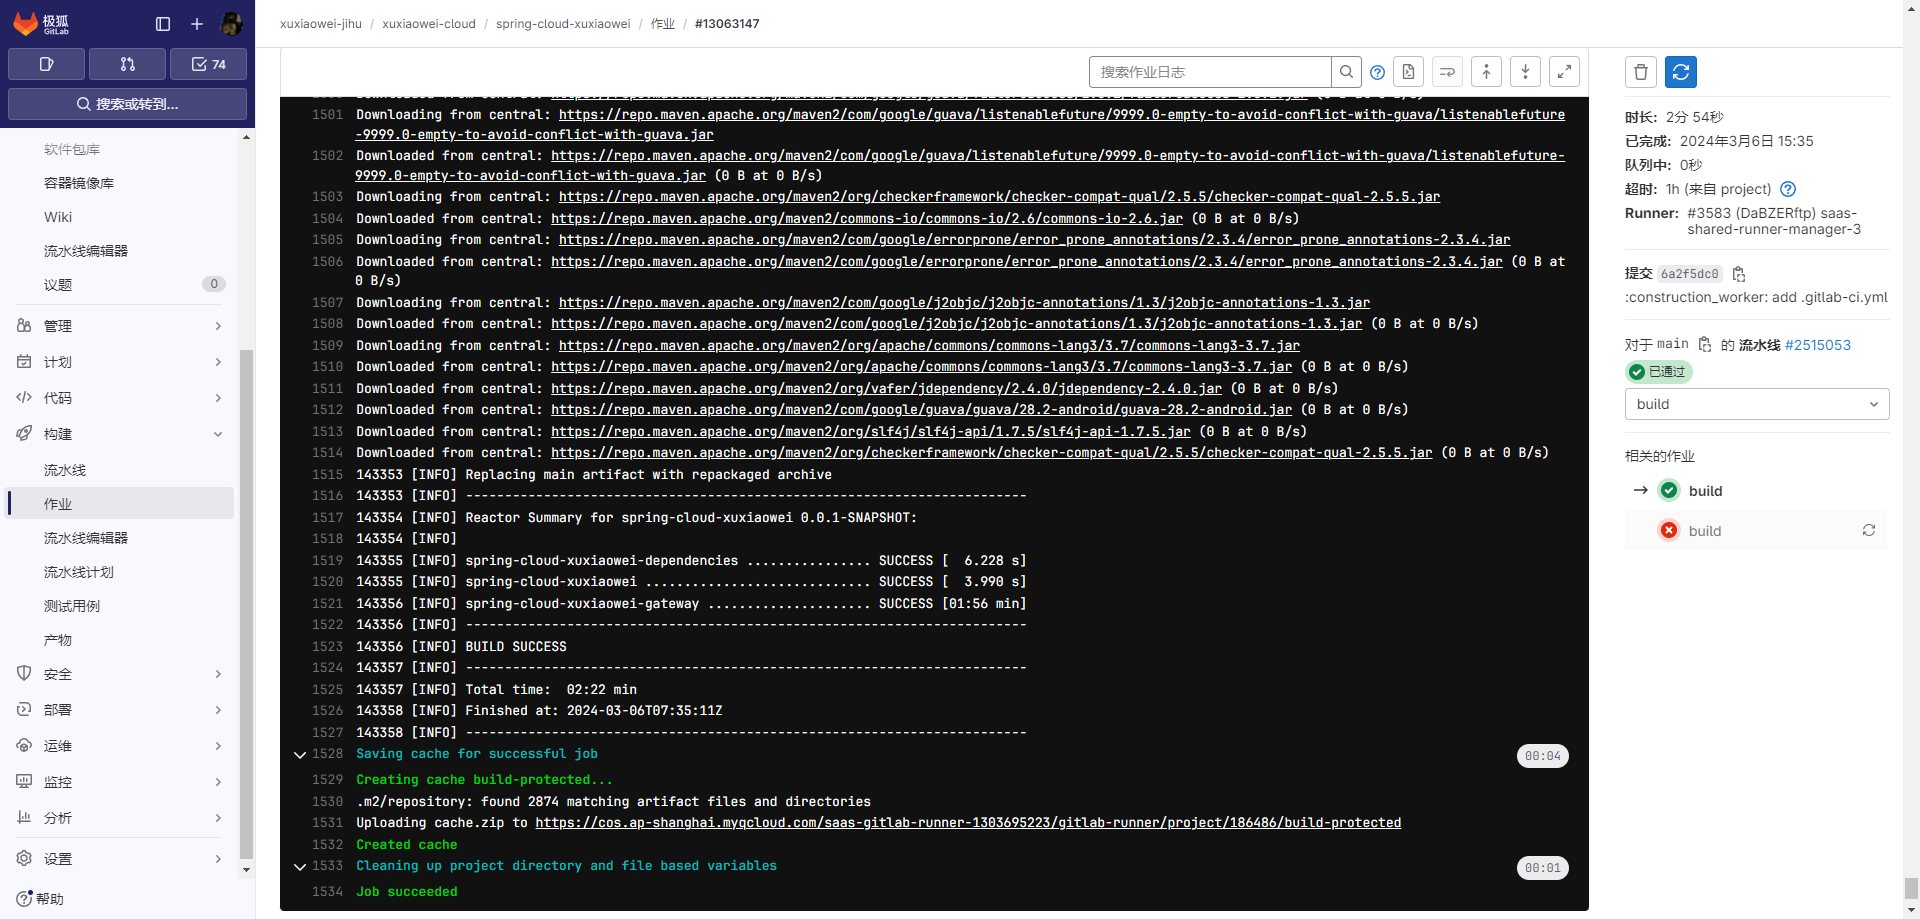 极狐
GitLab
74
搜索或转到...
软件包库
容器镜像库
Wiki
流水线编辑器
议题
0
管理
计划
代码
构建
流水线
作业
流水线编辑器
流水线计划
测试用例
产物
安全
部署
运维
监控
分析
设置
帮助
xuxiaowei-jihu / xuxiaowei-cloud / spring-cloud-xuxiaowei / 作业 / #13063147
搜索作业日志
1501 Downloading from central: https://repo.maven.apache.org/maven2/com/google/guava/listenablefuture/9999.0-empty-to-avoid-conflict-with-guava/listenablefuture
-9999.0-empty-to-avoid-conflict-with-guava.jar
1502 Downloaded from central: https://repo.maven.apache.org/maven2/com/google/guava/listenablefuture/9999.0-empty-to-avoid-conflict-with-guava/listenablefuture-
9999.0-empty-to-avoid-conflict-with-guava.jar (0 B at 0 B/s)
1503 Downloading from central: https://repo.maven.apache.org/maven2/org/checkerframework/checker-compat-qual/2.5.5/checker-compat-qual-2.5.5.jar
1504 Downloaded from central: https://repo.maven.apache.org/maven2/commons-io/commons-io/2.6/commons-io-2.6.jar (0 B at 0 B/s)
1505 Downloading from central: https://repo.maven.apache.org/maven2/com/google/errorprone/error_prone_annotations/2.3.4/error_prone_annotations-2.3.4.jar
1506 Downloaded from central: https://repo.maven.apache.org/maven2/com/google/errorprone/error_prone_annotations/2.3.4/error_prone_annotations-2.3.4.jar (0 B at
0 B/s)
1507 Downloading from central: https://repo.maven.apache.org/maven2/com/google/j2objc/j2objc-annotations/1.3/j2objc-annotations-1.3.jar
1508 Downloaded from central: https://repo.maven.apache.org/maven2/com/google/j2objc/j2objc-annotations/1.3/j2objc-annotations-1.3.jar (0 B at 0 B/s)
1509 Downloading from central: https://repo.maven.apache.org/maven2/org/apache/commons/commons-lang3/3.7/commons-lang3-3.7.jar
1510 Downloaded from central: https://repo.maven.apache.org/maven2/org/apache/commons/commons-lang3/3.7/commons-lang3-3.7.jar (0 B at 0 B/s)
1511 Downloaded from central: https://repo.maven.apache.org/maven2/org/vafer/jdependency/2.4.0/jdependency-2.4.0.jar (0 B at 0 B/s)
1512 Downloaded from central: https://repo.maven.apache.org/maven2/com/google/guava/guava/28.2-android/guava-28.2-android.jar (0 B at 0 B/s)
1513 Downloaded from central: https://repo.maven.apache.org/maven2/org/slf4j/slf4j-api/1.7.5/slf4j-api-1.7.5.jar (0 B at 0 B/s)
1514 Downloaded from central: https://repo.maven.apache.org/maven2/org/checkerframework/checker-compat-qual/2.5.5/checker-compat-qual-2.5.5.jar (0 B at 0 B/s)
1515 143353 [INFO] Replacing main artifact with repackaged archive
1516 143353 [INFO] ------------------------------------------------------------------------
1517 143354 [INFO] Reactor Summary for spring-cloud-xuxiaowei 0.0.1-SNAPSHOT:
1518 143354 [INFO]
1519 143355 [INFO] spring-cloud-xuxiaowei-dependencies ................ SUCCESS [  6.228 s]
1520 143355 [INFO] spring-cloud-xuxiaowei ............................. SUCCESS [  3.990 s]
1521 143356 [INFO] spring-cloud-xuxiaowei-gateway ..................... SUCCESS [01:56 min]
1522 143356 [INFO] ------------------------------------------------------------------------
1523 143356 [INFO] BUILD SUCCESS
1524 143357 [INFO] ------------------------------------------------------------------------
1525 143357 [INFO] Total time:  02:22 min
1526 143358 [INFO] Finished at: 2024-03-06T07:35:11Z
1527 143358 [INFO] ------------------------------------------------------------------------
1528 Saving cache for successful job 00:04
1529 Creating cache build-protected...
1530 .m2/repository: found 2874 matching artifact files and directories
1531 Uploading cache.zip to https://cos.ap-shanghai.myqcloud.com/saas-gitlab-runner-1303695223/gitlab-runner/project/186486/build-protected
1532 Created cache
1533 Cleaning up project directory and file based variables 00:01
1534 Job succeeded
时长: 2分 54秒
已完成: 2024年3月6日 15:35
队列中: 0秒
超时: 1h (来自 project)
Runner: #3583 (DaBZERftp) saas-
shared-runner-manager-3
提交 6a2f5dc0
:construction_worker: add .gitlab-ci.yml
对于 main 的 流水线 #2515053
已通过
build
相关的作业
build
build